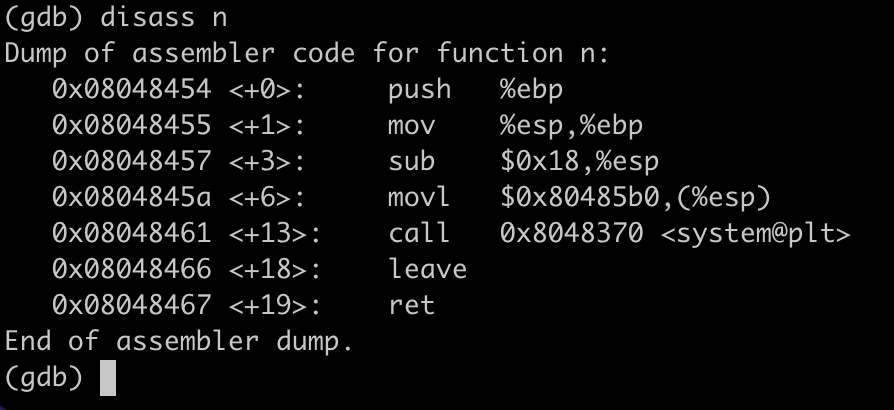 (gdb) disass n
Dump of assembler code for function n:
   0x08048454 <+0>:     push   %ebp
   0x08048455 <+1>:     mov    %esp,%ebp
   0x08048457 <+3>:     sub    $0x18,%esp
   0x0804845a <+6>:     movl   $0x80485b0,(%esp)
   0x08048461 <+13>:    call   0x8048370 <system@plt>
   0x08048466 <+18>:    leave
   0x08048467 <+19>:    ret
End of assembler dump.
(gdb)